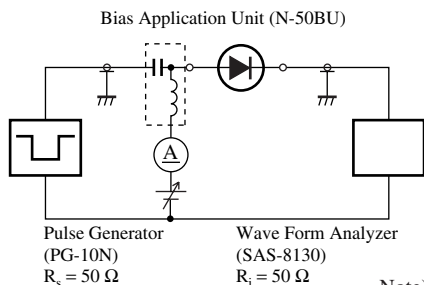 Bias Application Unit (N-50BU)
A
Pulse Generator
(PG-10N)
Rs = 50 Ω
Wave Form Analyzer
(SAS-8130)
Ri = 50 Ω